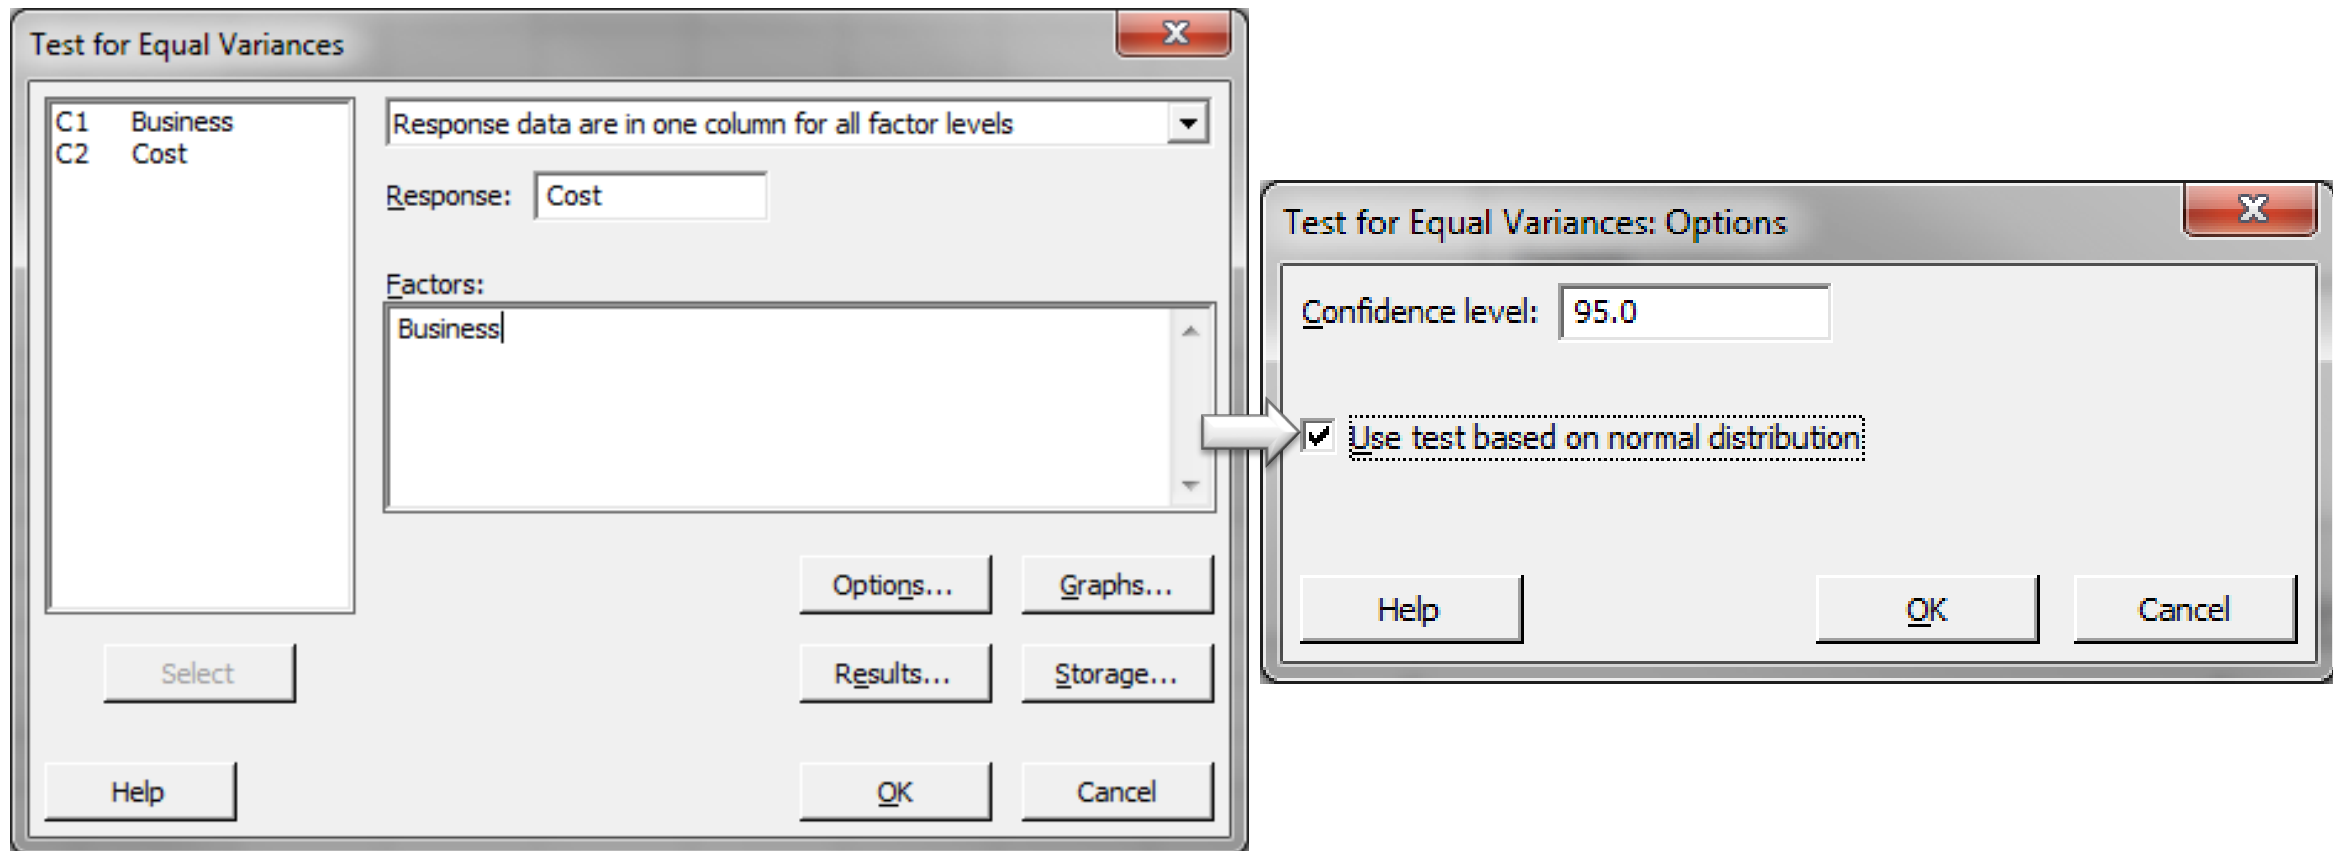 Test for Equal Variances
C1 Business
C2 Cost
Response data are in one column for all factor levels
Response: Cost
Factors:
Business
Options...
Graphs...
Select
Results...
Storage...
Help
OK
Cancel
Test for Equal Variances: Options
Confidence level: 95.0
Use test based on normal distribution
Help
OK
Cancel